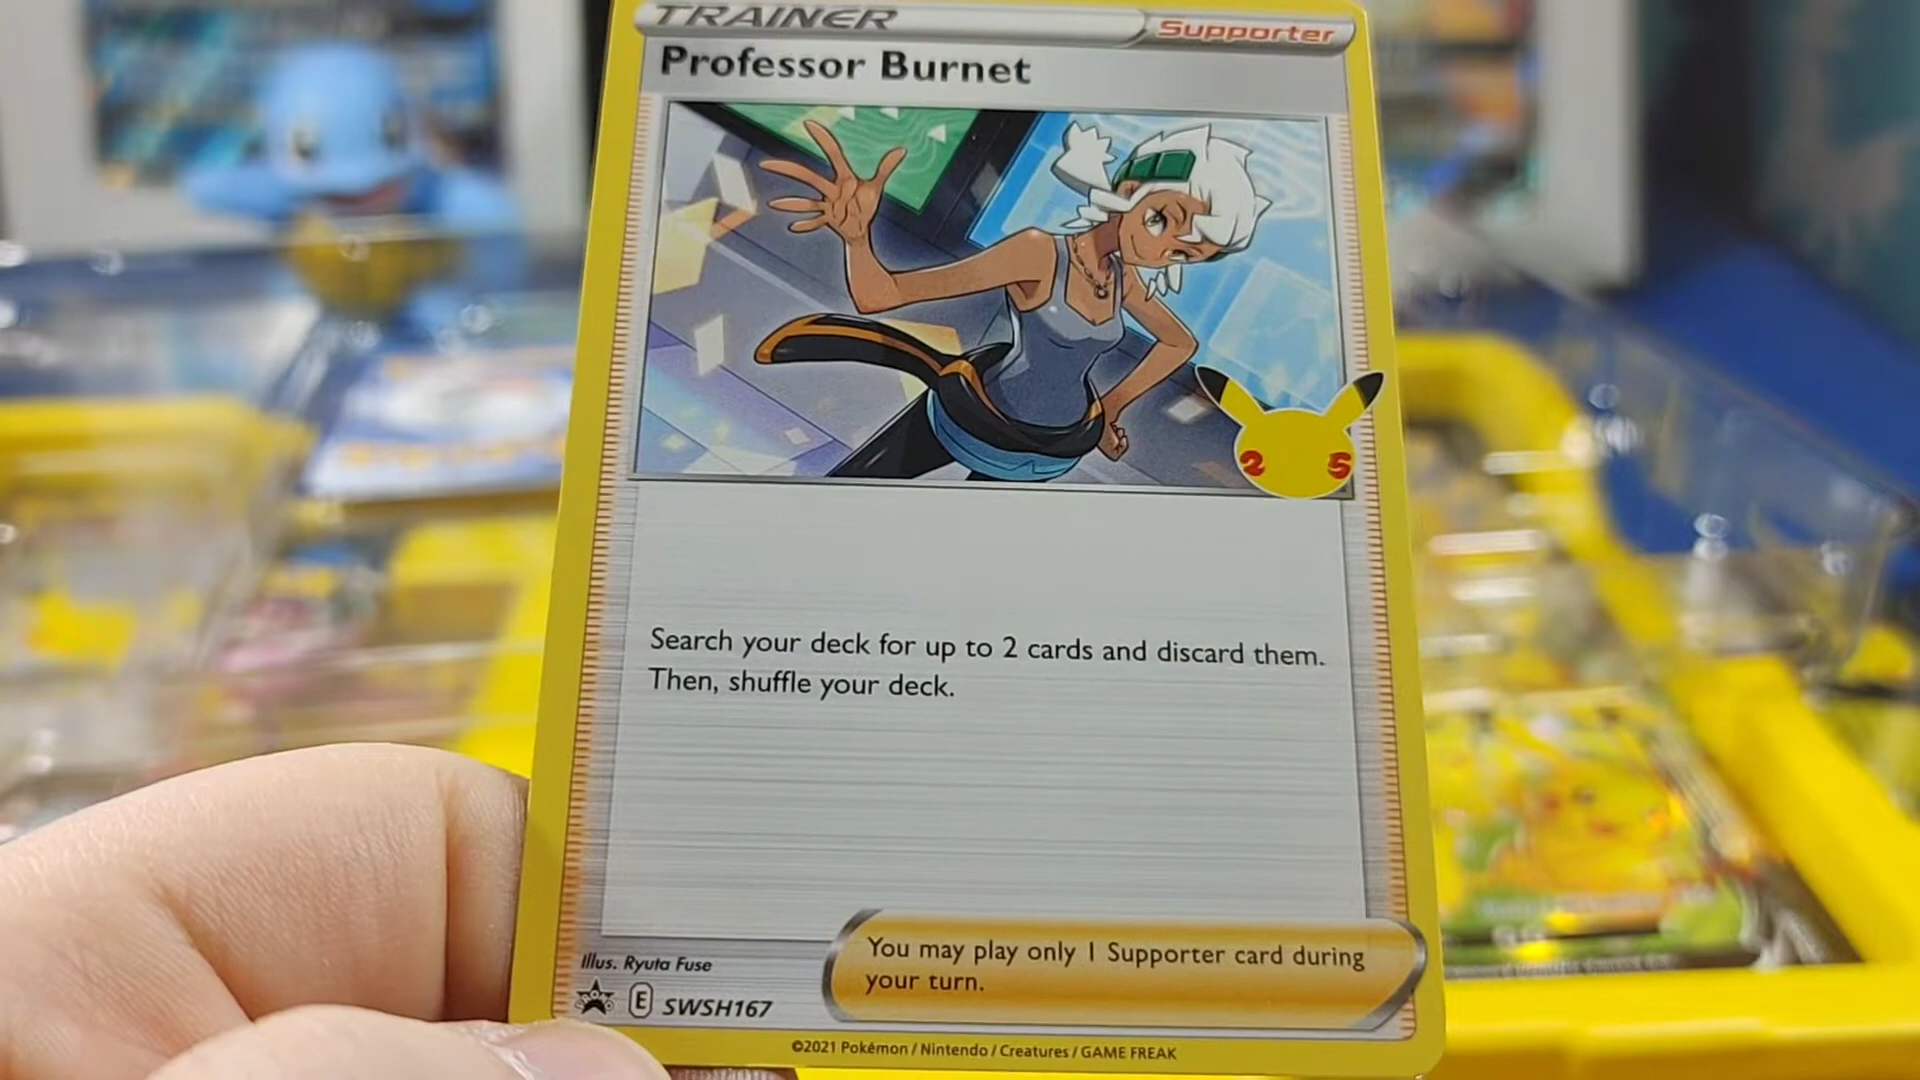 TRAINER
Supporter
Professor Burnet
2 5
Search your deck for up to 2 cards and discard them.
Then, shuffle your deck.
You may play only 1 Supporter card during
your turn.
Illus. Ryuta Fuse
PROMO
E SWSH167
©2021 Pokémon / Nintendo / Creatures / GAME FREAK